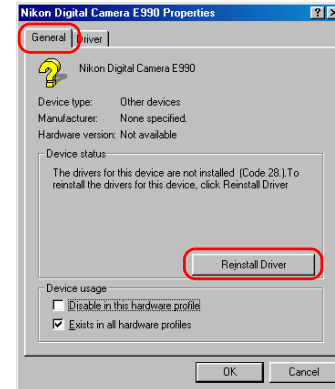 Nikon Digital Camera E990 Properties
General
Driver
Nikon Digital Camera E990
Device type: Other devices
Manufacturer: None specified.
Hardware version: Not available
Device status
The drivers for this device are not installed (Code 28.).To
reinstall the drivers for this device, click Reinstall Driver
Reinstall Driver
Device usage
Disable in this hardware profile
Exists in all hardware profiles
OK
Cancel